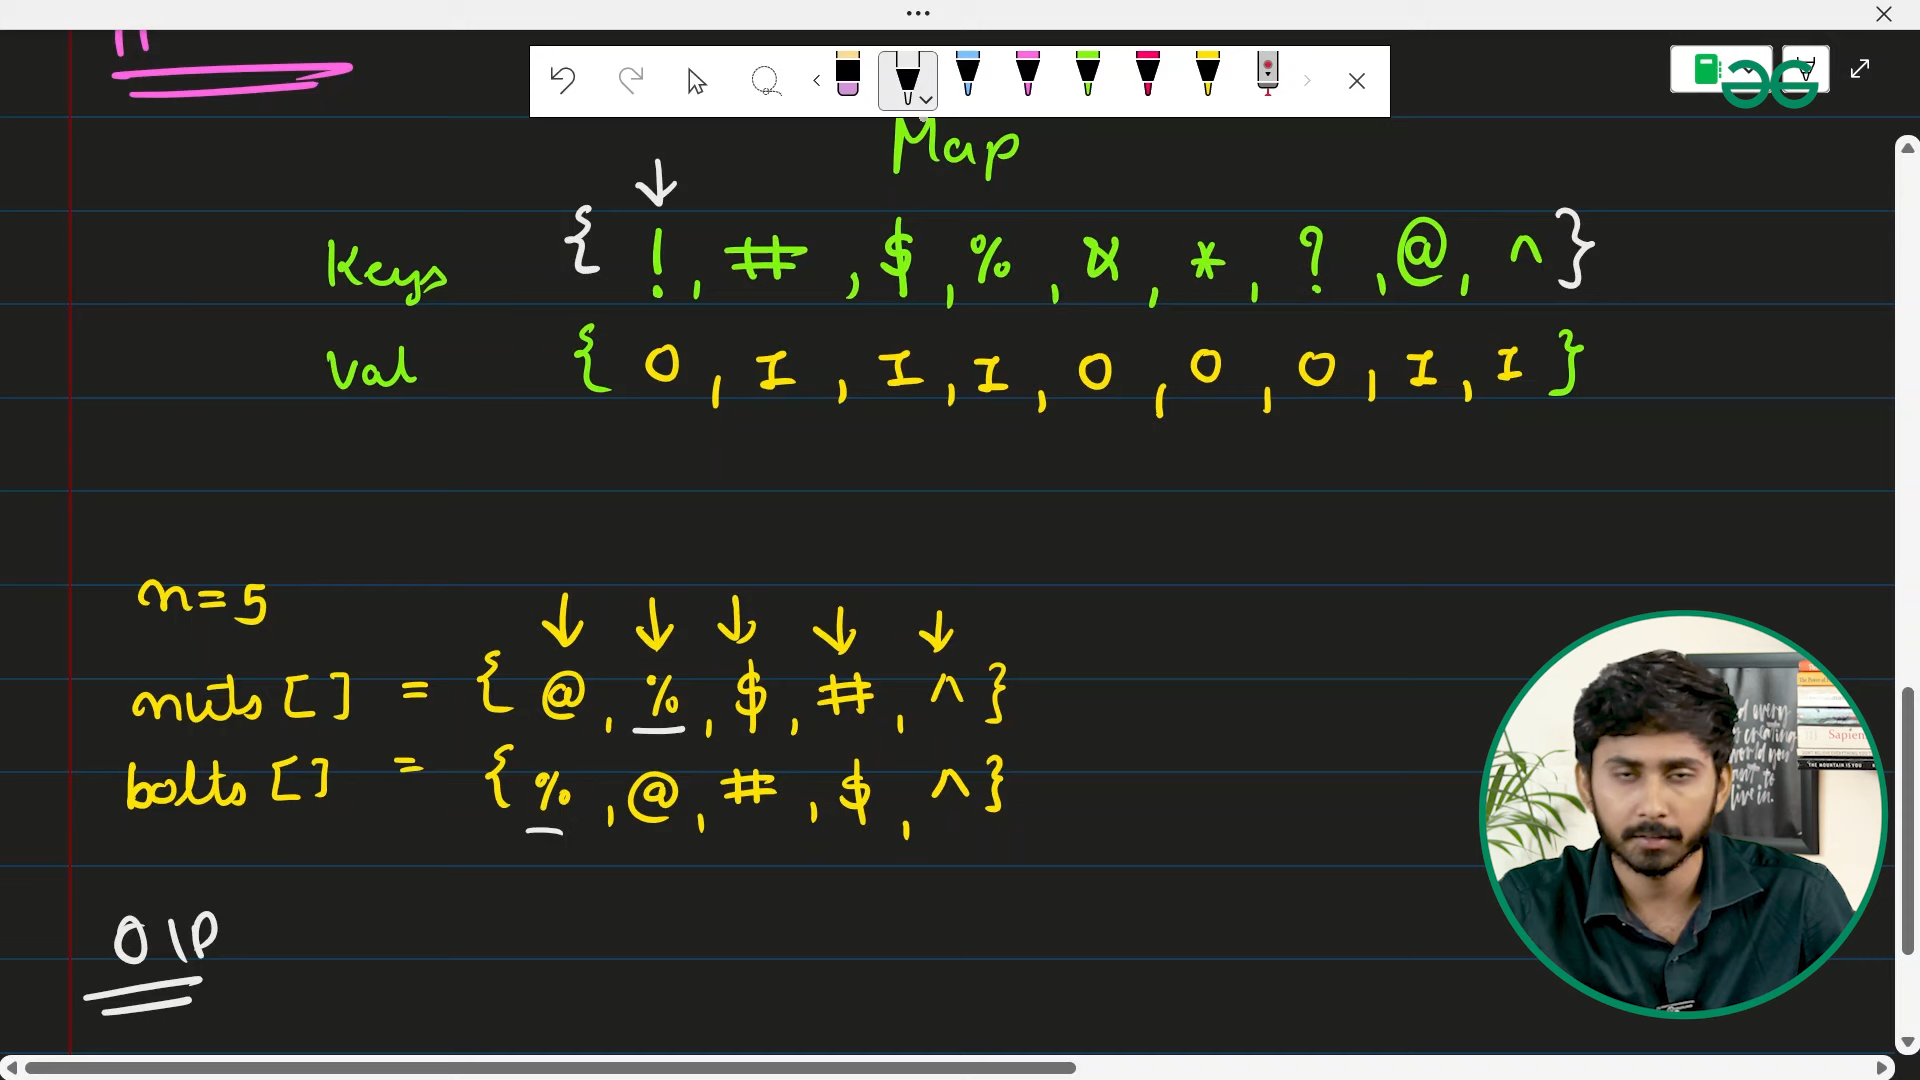 Map
Keys { ! , # , $ , % , & , * , ? , @ , ^ }
Val { 0 , 1 , 1 , 1 , 0 , 0 , 0 , 1 , 1 }
n=5
nuts [ ] = { @ , % , $ , # , ^ }
bolts [ ] = { % , @ , # , $ , ^ }
O/P